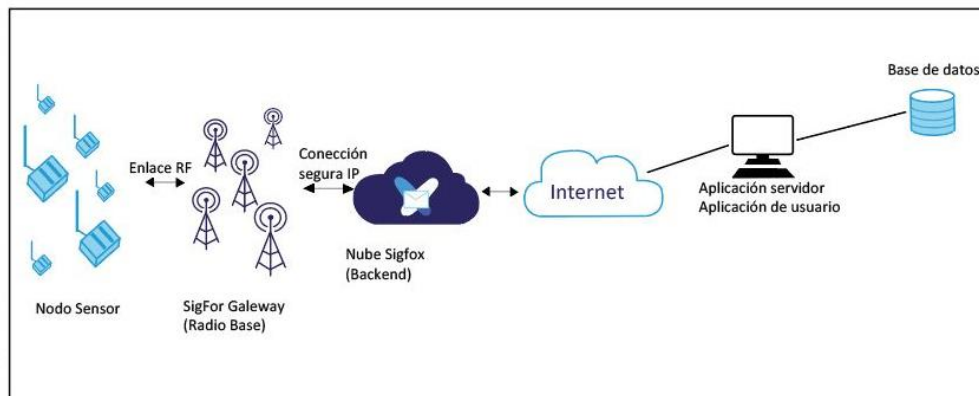 Nodo Sensor
Enlace RF
SigFor Galeway
(Radio Base)
Conección
segura IP
Nube Sigfox
(Backend)
Internet
Aplicación servidor
Aplicación de usuario
Base de datos